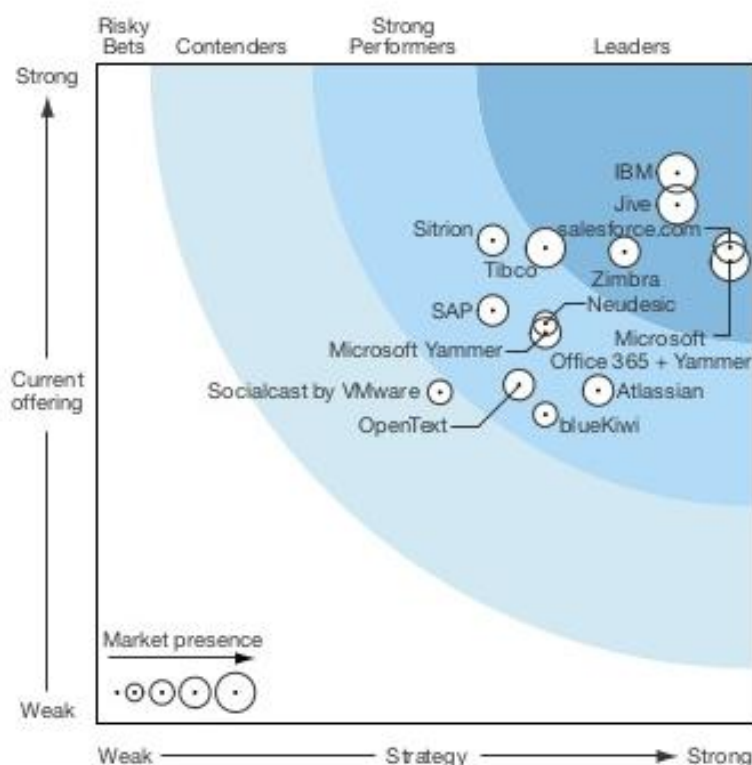 Risky
Bets
Contenders
Strong
Performers
Leaders
Strong
IBM
Jive
Sitrion
salesforce.com
Tibco
Zimbra
SAP
Neudesic
Microsoft Yammer
Microsoft
Office 365 + Yammer
Current
offering
Socialcast by VMware
Atlassian
OpenText
blueKiwi
Market presence
Weak
Weak
Strategy
Strong